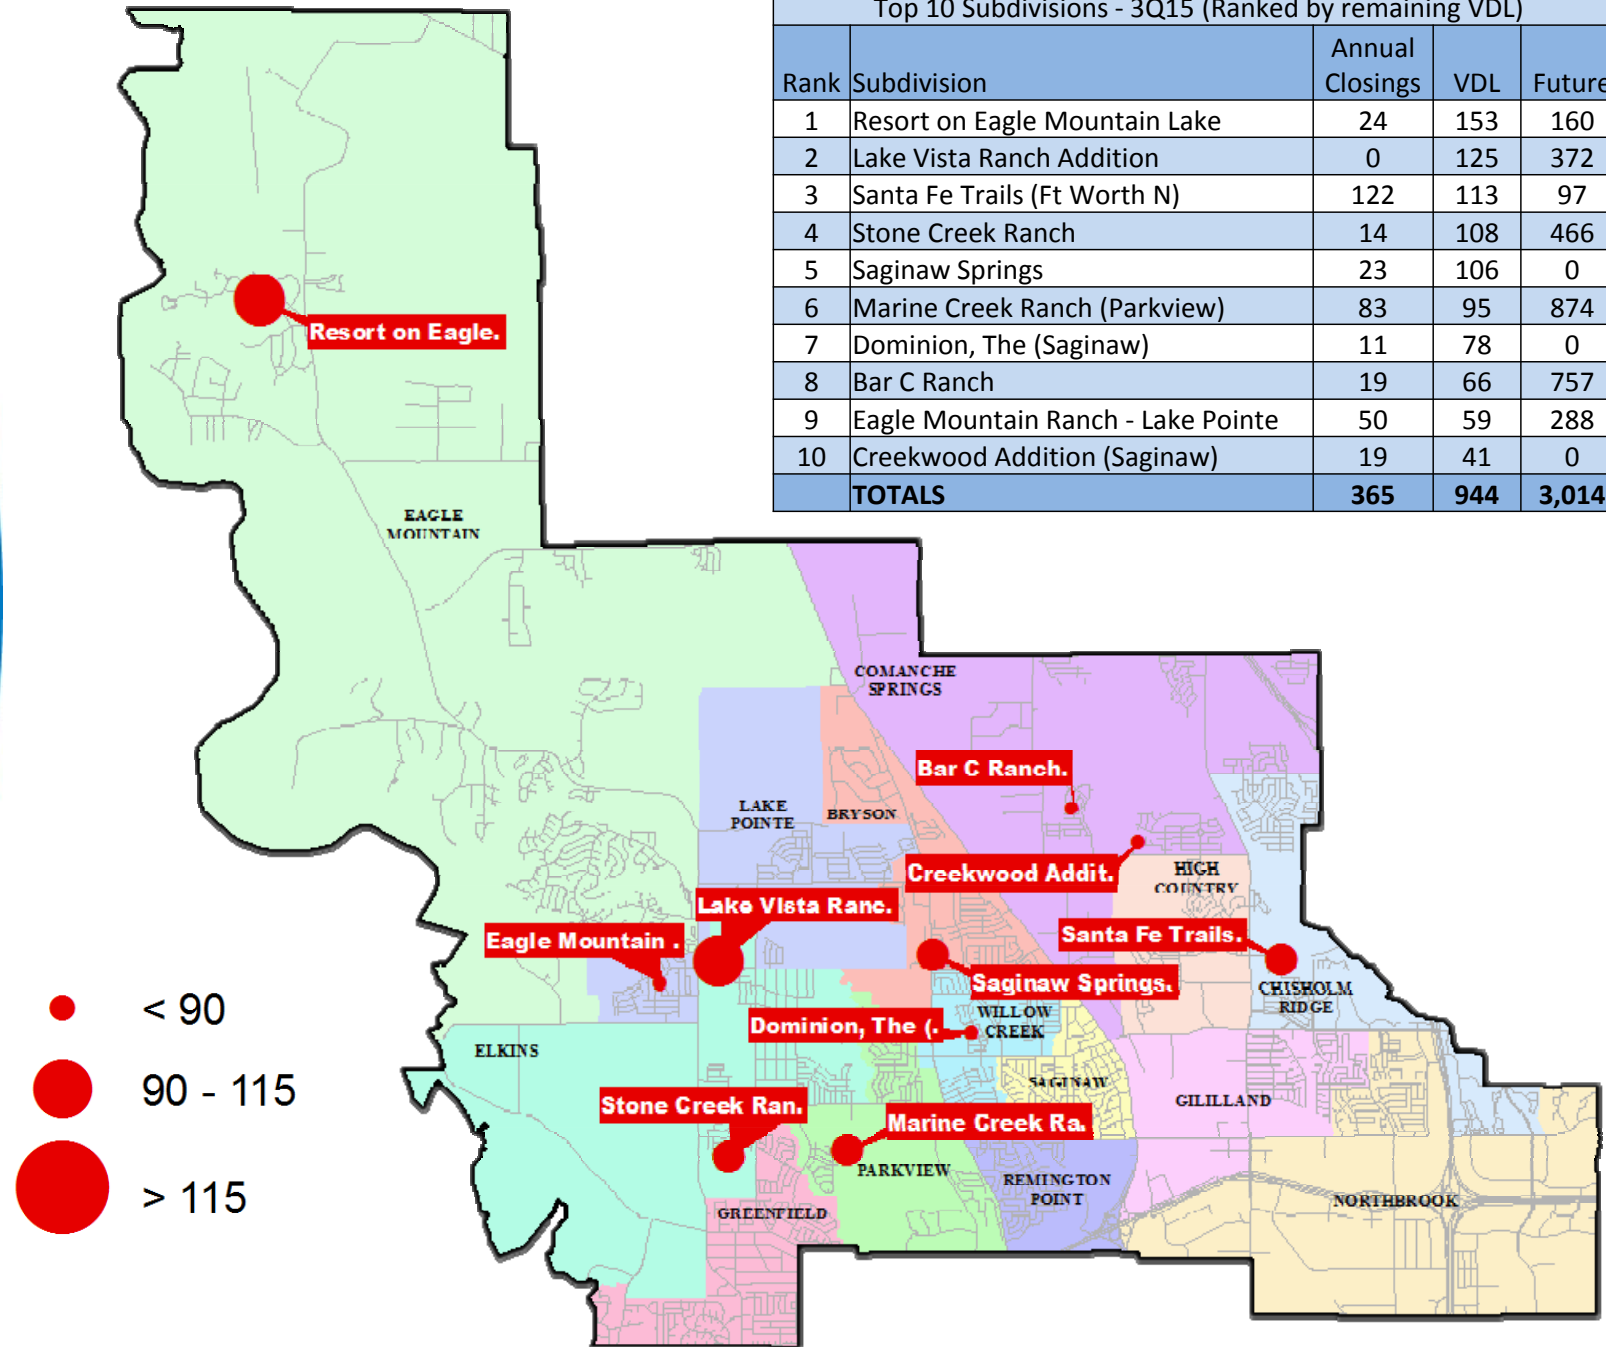 Top 10 Subdivisions - 3Q15 (Ranked by remaining VDL)
Rank Subdivision Annual Closings VDL Future
1 Resort on Eagle Mountain Lake 24 153 160
2 Lake Vista Ranch Addition 0 125 372
3 Santa Fe Trails (Ft Worth N) 122 113 97
4 Stone Creek Ranch 14 108 466
5 Saginaw Springs 23 106 0
6 Marine Creek Ranch (Parkview) 83 95 874
7 Dominion, The (Saginaw) 11 78 0
8 Bar C Ranch 19 66 757
9 Eagle Mountain Ranch - Lake Pointe 50 59 288
10 Creekwood Addition (Saginaw) 19 41 0
TOTALS 365 944 3,014
Resort on Eagle.
EAGLE
MOUNTAIN
COMANCHE
SPRINGS
Bar C Ranch.
LAKE
POINTE
BRYSON
Creekwood Addit.
HIGH
COUNTRY
Lake Vista Ranc.
Eagle Mountain .
Santa Fe Trails.
Saginaw Springs.
CHISHOLM
RIDGE
Dominion, The (.
WILLOW
CREEK
ELKINS
SAGINAW
Stone Creek Ran.
Marine Creek Ra.
GILILLAND
PARKVIEW
REMINGTON
POINT
GREENFIELD
NORTHBROOK
< 90
90 - 115
> 115